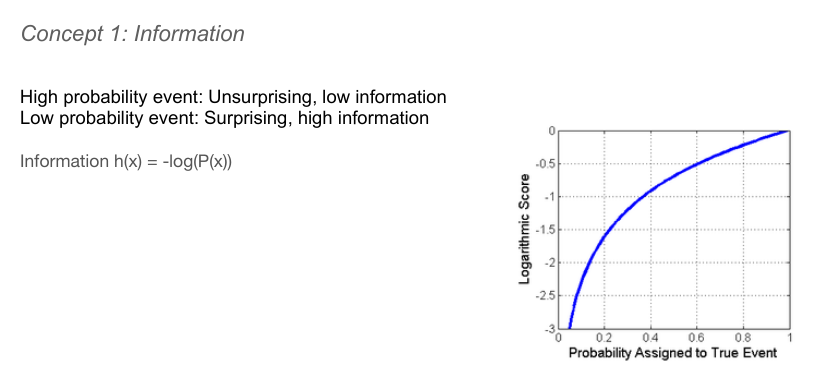 Concept 1: Information
High probability event: Unsurprising, low information
Low probability event: Surprising, high information
Information h(x) = -log(P(x))
Logarithmic Score
0
-0.5
-1
-1.5
-2
-2.5
-3
0 0.2 0.4 0.6 0.8 1
Probability Assigned to True Event